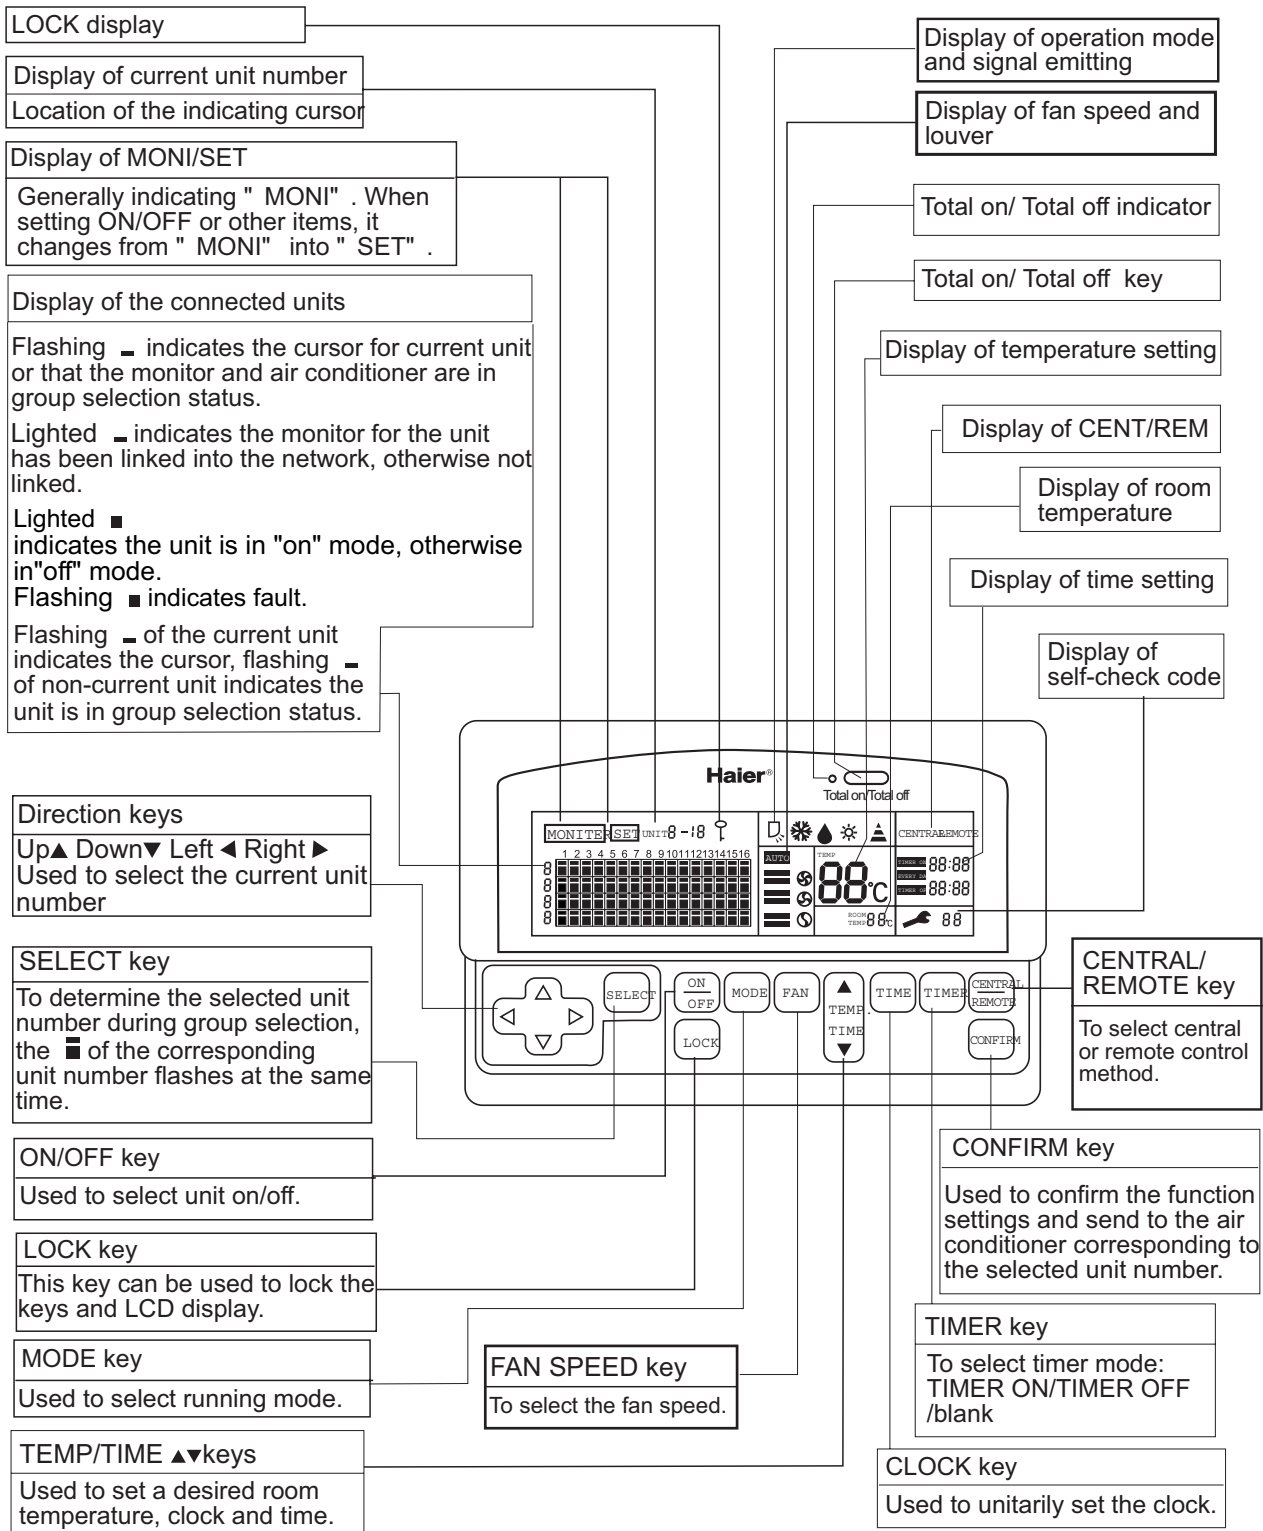 LOCK display
Display of current unit number
Location of the indicating cursor
Display of MONI/SET
Generally indicating " MONI" . When
setting ON/OFF or other items, it
changes from " MONI" into " SET" .
Display of the connected units
Flashing indicates the cursor for current unit
or that the monitor and air conditioner are in
group selection status.
Lighted indicates the monitor for the unit
has been linked into the network, otherwise not
linked.
Lighted ■
indicates the unit is in "on" mode, otherwise
in"off" mode.
Flashing ■ indicates fault.
Flashing of the current unit
indicates the cursor, flashing
of non-current unit indicates the
unit is in group selection status.
Direction keys
Up▲ Down▼ Left ◀ Right ▶
Used to select the current unit
number
SELECT key
To determine the selected unit
number during group selection,
the of the corresponding
unit number flashes at the same
time.
ON/OFF key
Used to select unit on/off.
LOCK key
This key can be used to lock the
keys and LCD display.
MODE key
Used to select running mode.
TEMP/TIME ▲▼keys
Used to set a desired room
temperature, clock and time.
FAN SPEED key
To select the fan speed.
Display of operation mode
and signal emitting
Display of fan speed and
louver
Total on/ Total off indicator
Total on/ Total off key
Display of temperature setting
Display of CENT/REM
Display of room
temperature
Display of time setting
Display of
self-check code
Haier®
Total on/Total off
MONITER SET UNIT 8-18
1 2 3 4 5 6 7 8 9 10 11 12 13 14 15 16
8
8
8
8
AUTO
TEMP
88°C
ROOM
TEMP 88°C
CENTRAL REMOTE
TIMER ON 88:88
EVERY DA
TIMER ON 88:88
88
SELECT
ON
OFF
LOCK
MODE
FAN
TEMP.
TIME
TIME
TIMER
CENTRAL
REMOTE
CONFIRM
CENTRAL/
REMOTE key
To select central
or remote control
method.
CONFIRM key
Used to confirm the function
settings and send to the air
conditioner corresponding to
the selected unit number.
TIMER key
To select timer mode:
TIMER ON/TIMER OFF
/blank
CLOCK key
Used to unitarily set the clock.